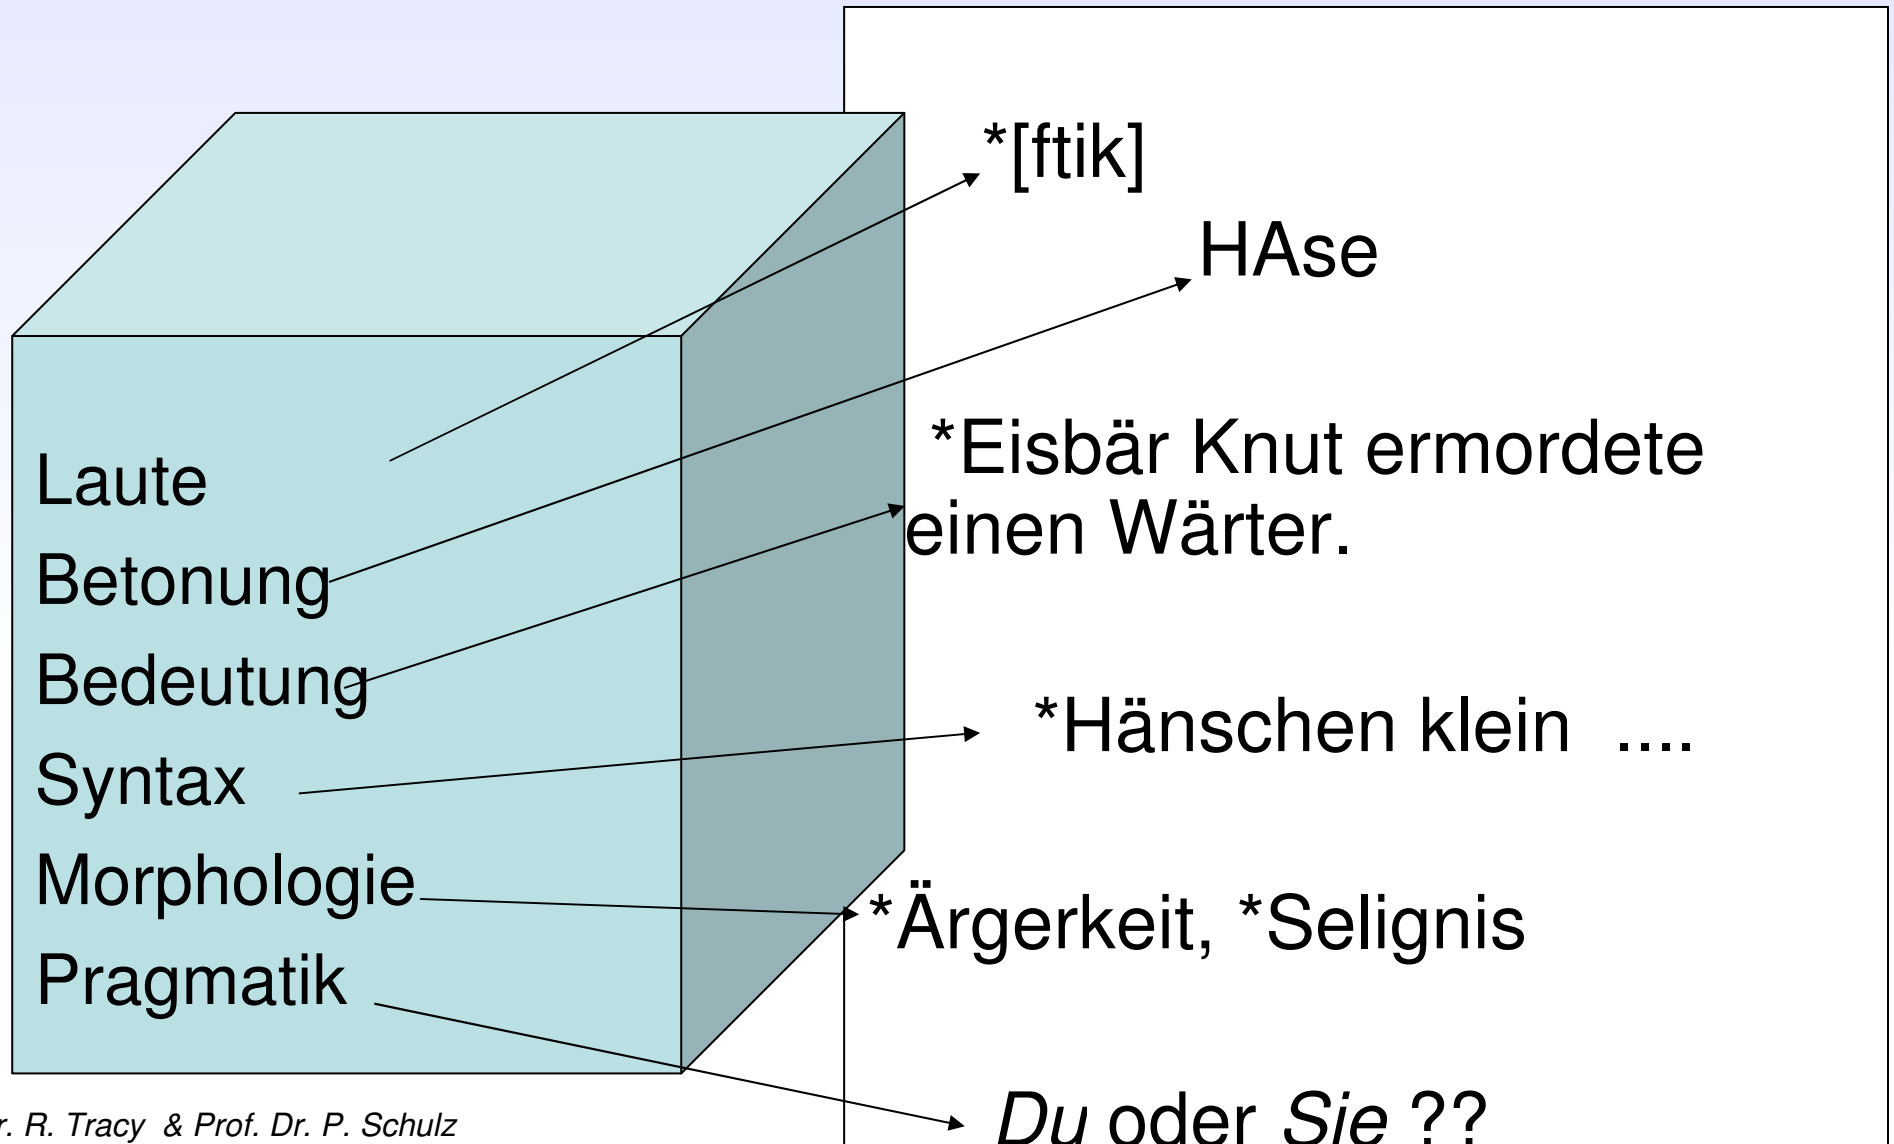 Laute
Betonung
Bedeutung
Syntax
Morphologie
Pragmatik
*[ftik]
HAse
*Eisbär Knut ermordete
einen Wärter.
*Hänschen klein ....
*Ärgerkeit, *Selignis
Du oder Sie ??
r. R. Tracy & Prof. Dr. P. Schulz